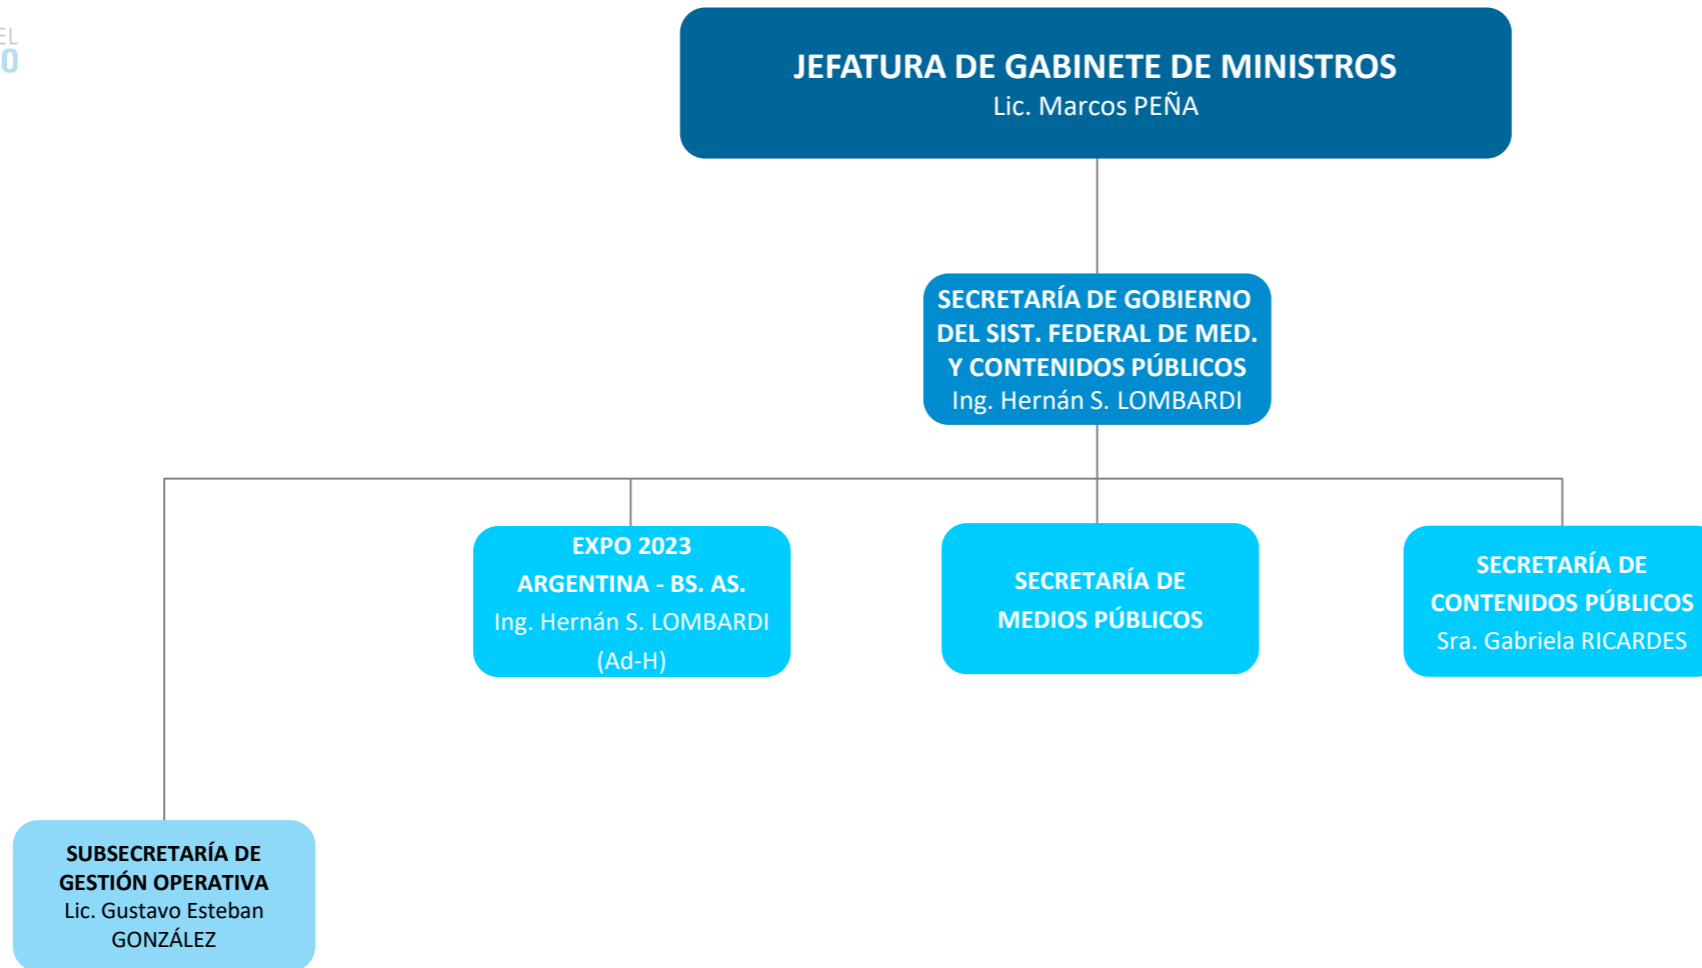 EL
O
JEFATURA DE GABINETE DE MINISTROS
Lic. Marcos PEÑA
SECRETARÍA DE GOBIERNO
DEL SIST. FEDERAL DE MED.
Y CONTENIDOS PÚBLICOS
Ing. Hernán S. LOMBARDI
EXPO 2023
ARGENTINA - BS. AS.
Ing. Hernán S. LOMBARDI
(Ad-H)
SECRETARÍA DE
MEDIOS PÚBLICOS
SECRETARÍA DE
CONTENIDOS PÚBLICOS
Sra. Gabriela RICARDES
SUBSECRETARÍA DE
GESTIÓN OPERATIVA
Lic. Gustavo Esteban
GONZÁLEZ